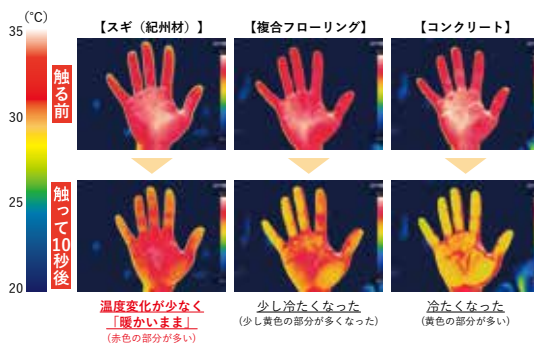 (℃)
35
30
25
20
触る前
触って10秒後
【スギ（紀州材）】
【複合フローリング】
【コンクリート】
温度変化が少なく
「暖かいまま」
（赤色の部分が多い）
少し冷たくなった
（少し黄色の部分が多くなった）
冷たくなった
（黄色の部分が多い）